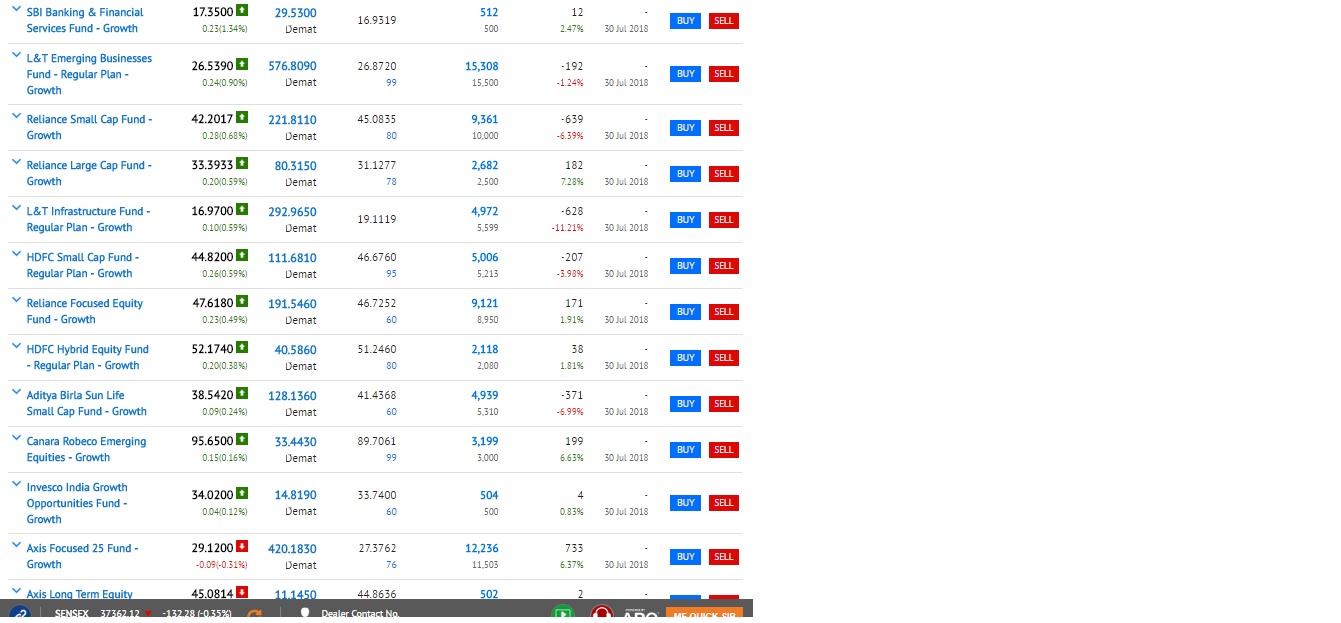 SBI Banking & Financial 17.3500 29.5300 16.9319 512 12 - BUY SELL
Services Fund - Growth 0.23(1.34%) Demat 500 2.47% 30 Jul 2018
L&T Emerging Businesses 26.5390 576.8090 26.8720 15,308 -192 - BUY SELL
Fund - Regular Plan - 0.24(0.90%) Demat 99 15,500 -1.24% 30 Jul 2018
Growth
Reliance Small Cap Fund - 42.2017 221.8110 45.0835 9,361 -639 - BUY SELL
Growth 0.28(0.68%) Demat 80 10,000 -6.39% 30 Jul 2018
Reliance Large Cap Fund - 33.3933 80.3150 31.1277 2,682 182 - BUY SELL
Growth 0.20(0.59%) Demat 78 2,500 7.28% 30 Jul 2018
L&T Infrastructure Fund - 16.9700 292.9650 19.1119 4,972 -628 - BUY SELL
Regular Plan - Growth 0.10(0.59%) Demat 5,599 -11.21% 30 Jul 2018
HDFC Small Cap Fund - 44.8200 111.6810 46.6760 5,006 -207 - BUY SELL
Regular Plan - Growth 0.26(0.59%) Demat 95 5,213 -3.98% 30 Jul 2018
Reliance Focused Equity 47.6180 191.5460 46.7252 9,121 171 - BUY SELL
Fund - Growth 0.23(0.49%) Demat 60 8,950 1.91% 30 Jul 2018
HDFC Hybrid Equity Fund 52.1740 40.5860 51.2460 2,118 38 - BUY SELL
- Regular Plan - Growth 0.20(0.38%) Demat 80 2,080 1.81% 30 Jul 2018
Aditya Birla Sun Life 38.5420 128.1360 41.4368 4,939 -371 - BUY SELL
Small Cap Fund - Growth 0.09(0.24%) Demat 60 5,310 -6.99% 30 Jul 2018
Canara Robeco Emerging 95.6500 33.4430 89.7061 3,199 199 - BUY SELL
Equities - Growth 0.15(0.16%) Demat 99 3,000 6.63% 30 Jul 2018
Invesco India Growth 34.0200 14.8190 33.7400 504 4 - BUY SELL
Opportunities Fund - 0.04(0.12%) Demat 60 500 0.83% 30 Jul 2018
Growth
Axis Focused 25 Fund - 29.1200 420.1830 27.3762 12,236 733 - BUY SELL
Growth -0.09(-0.31%) Demat 76 11,503 6.37% 30 Jul 2018
Axis Long Term Equity 45.0814 11.1450 44.8636 502 2 -
SENSEX 37362.12 -132.28 (-0.35%) Dealer Contact No.